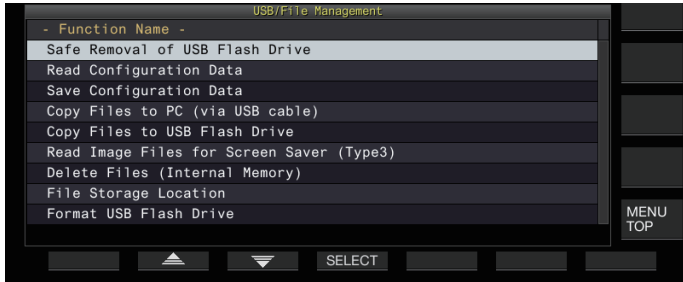 USB/File Management
- Function Name -
Safe Removal of USB Flash Drive
Read Configuration Data
Save Configuration Data
Copy Files to PC (via USB cable)
Copy Files to USB Flash Drive
Read Image Files for Screen Saver (Type3)
Delete Files (Internal Memory)
File Storage Location
Format USB Flash Drive
MENU
TOP
SELECT